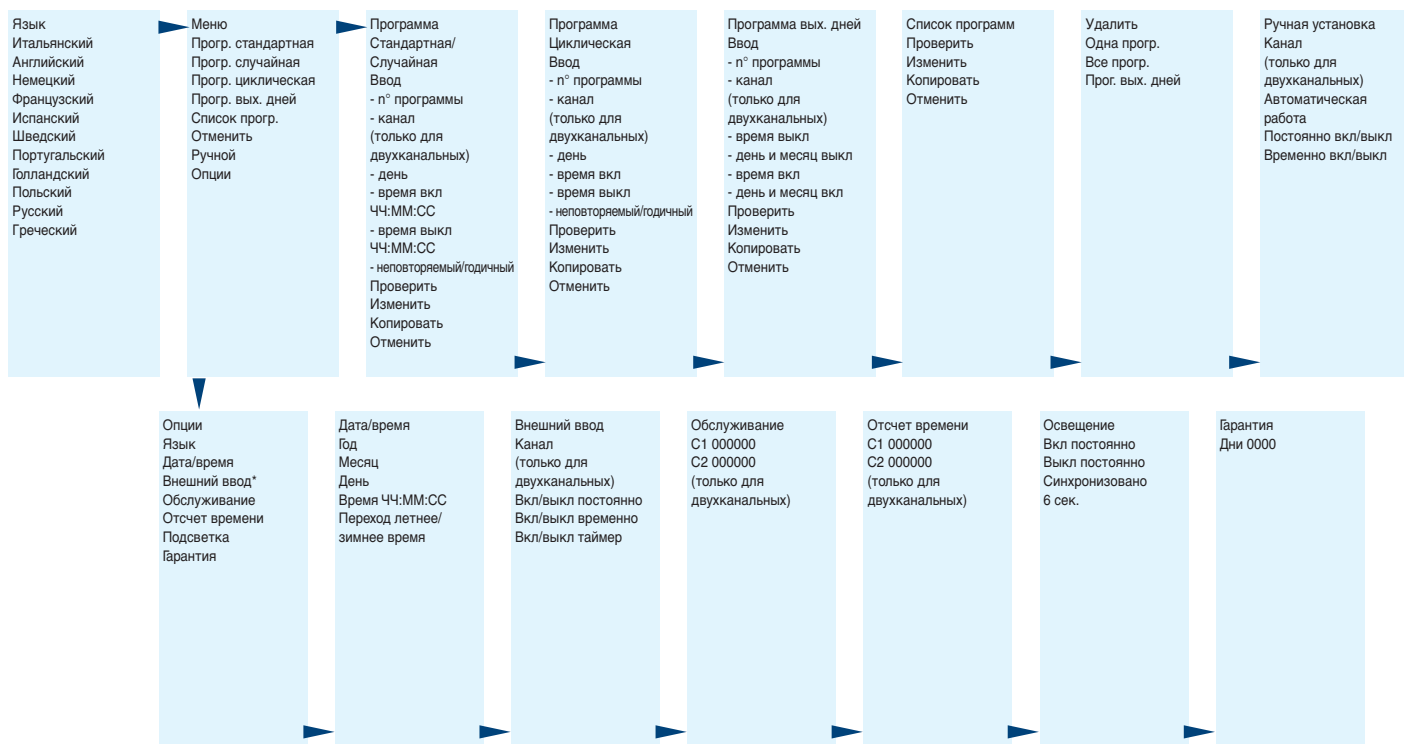 Язык
Итальянский
Английский
Немецкий
Французский
Испанский
Шведский
Португальский
Голландский
Польский
Русский
Греческий
Меню
Прогр. стандартная
Прогр. случайная
Прогр. циклическая
Прогр. вых. дней
Список прогр.
Отменить
Ручной
Опции
Программа
Стандартная/
Случайная
Ввод
- n° программы
- канал
(только для
двухканальных)
- день
- время вкл
ЧЧ:ММ:СС
- время выкл
ЧЧ:ММ:СС
- неповторяемый/годичный
Проверить
Изменить
Копировать
Отменить
Программа
Циклическая
Ввод
- n° программы
- канал
(только для
двухканальных)
- день
- время вкл
- время выкл
- неповторяемый/годичный
Проверить
Изменить
Копировать
Отменить
Программа вых. дней
Ввод
- n° программы
- канал
(только для
двухканальных)
- время выкл
- день и месяц выкл
- время вкл
- день и месяц вкл
Проверить
Изменить
Копировать
Отменить
Список программ
Проверить
Изменить
Копировать
Отменить
Удалить
Одна прогр.
Все прогр.
Прог. вых. дней
Ручная установка
Канал
(только для
двухканальных)
Автоматическая
работа
Постоянно вкл/выкл
Временно вкл/выкл
Опции
Язык
Дата/время
Внешний ввод*
Обслуживание
Отсчет времени
Подсветка
Гарантия
Дата/время
Год
Месяц
День
Время ЧЧ:ММ:СС
Переход летнее/
зимнее время
Внешний ввод
Канал
(только для
двухканальных)
Вкл/выкл постоянно
Вкл/выкл временно
Вкл/выкл таймер
Обслуживание
С1 000000
С2 000000
(только для
двухканальных)
Отсчет времени
С1 000000
С2 000000
(только для
двухканальных)
Освещение
Вкл постоянно
Выкл постоянно
Синхронизовано
6 сек.
Гарантия
Дни 0000